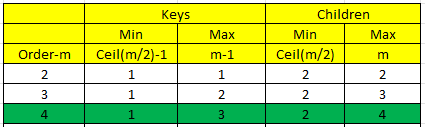 Keys Children
Min Max Min Max
Order-m Ceil(m/2)-1 m-1 Ceil(m/2) m
2 1 1 2 2
3 1 2 2 3
4 1 3 2 4